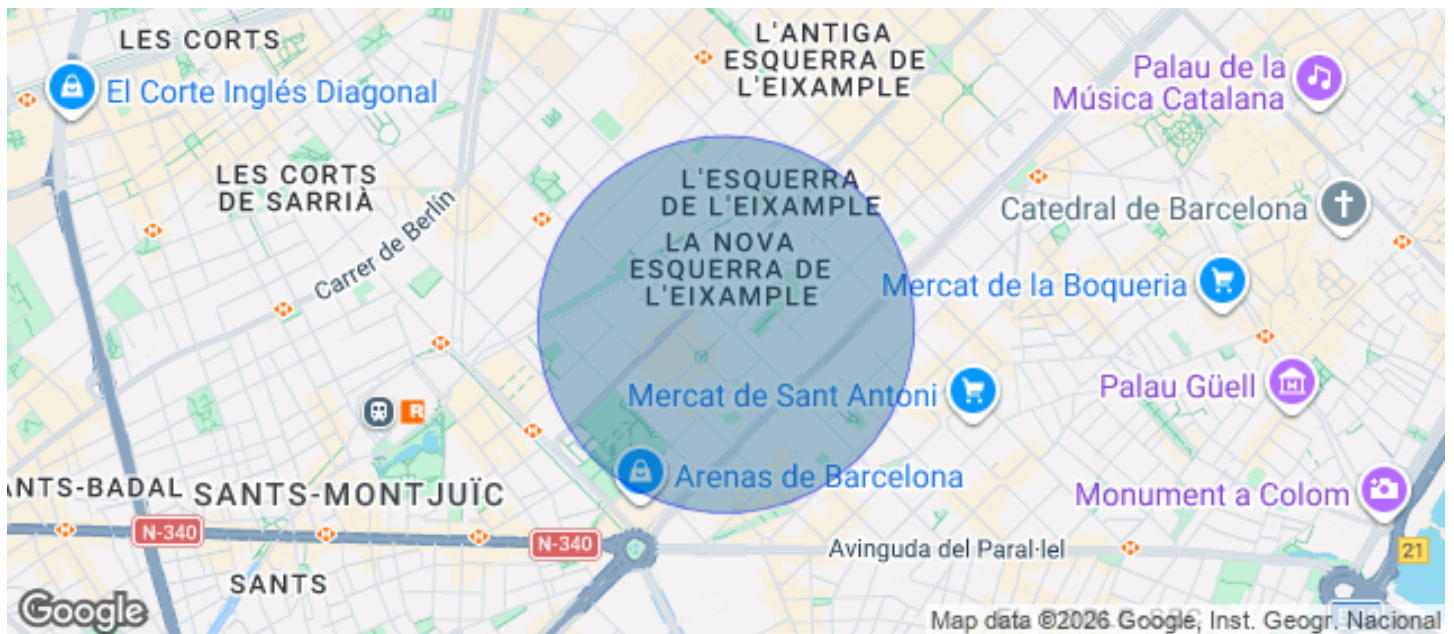 LES CORTS
El Corte Inglés Diagonal
L'ANTIGA
ESQUERRA DE
L'EIXAMPLE
Palau de la
Música Catalana
LES CORTS
DE SARRIÀ
Carrer de Berlín
L'ESQUERRA
DE L'EIXAMPLE
LA NOVA
ESQUERRA DE
L'EIXAMPLE
Catedral de Barcelona
Mercat de la Boqueria
R
Mercat de Sant Antoni
Palau Güell
ANTS-BADAL
SANTS-MONTJUÏC
Arenas de Barcelona
Monument a Colom
N-340
N-340
Avinguda del Paral·lel
21
SANTS
Google
Map data ©2026 Google, Inst. Geogr. Nacional